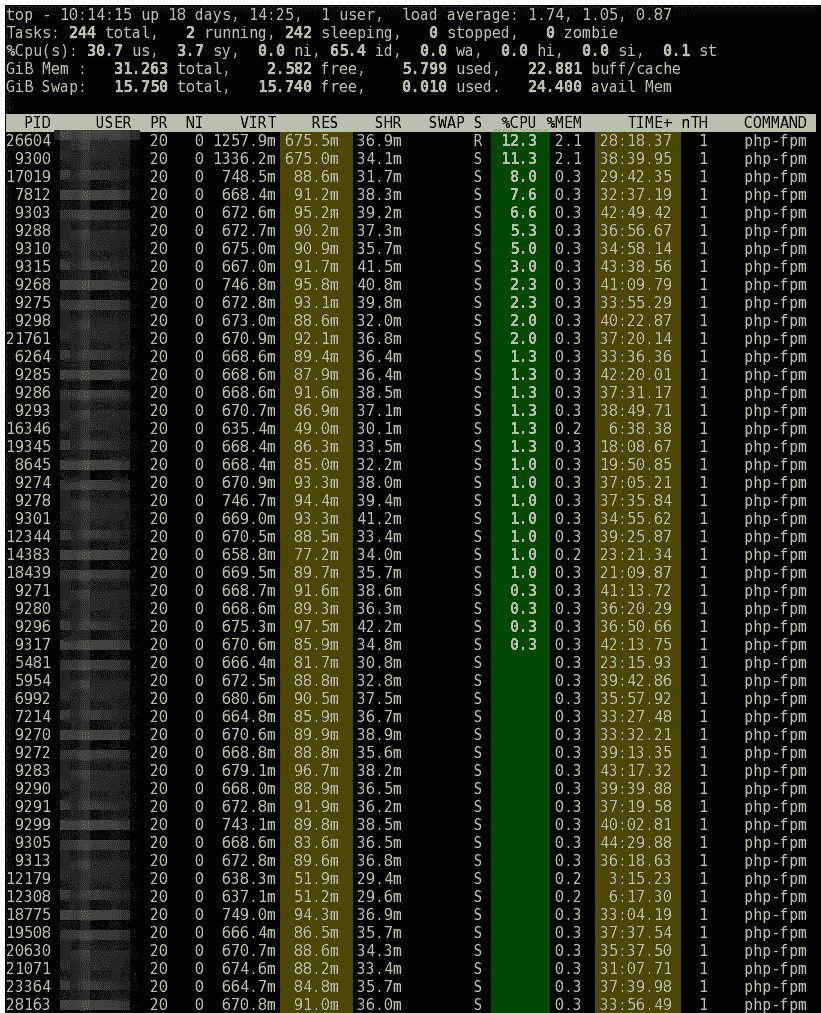 top - 10:14:15 up 18 days, 14:25,  1 user,  load average: 1.74, 1.05, 0.87
Tasks: 244 total,   2 running, 242 sleeping,   0 stopped,   0 zombie
%Cpu(s): 30.7 us,  3.7 sy,  0.0 ni, 65.4 id,  0.0 wa,  0.0 hi,  0.0 si,  0.1 st
GiB Mem :   31.263 total,    2.582 free,    5.799 used,   22.881 buff/cache
GiB Swap:   15.750 total,   15.740 free,    0.010 used.   24.400 avail Mem
PID USER PR NI VIRT RES SHR SWAP S %CPU %MEM TIME+ nTH COMMAND
26604 20 0 1257.9m 675.5m 36.9m R 12.3 2.1 28:18.37 1 php-fpm
9300 20 0 1336.2m 675.0m 34.1m S 11.3 2.1 38:39.95 1 php-fpm
17019 20 0 748.5m 88.6m 31.7m S 8.0 0.3 29:42.35 1 php-fpm
7812 20 0 668.4m 91.2m 38.3m S 7.6 0.3 32:37.19 1 php-fpm
9303 20 0 672.6m 95.2m 39.2m S 6.6 0.3 42:49.42 1 php-fpm
9288 20 0 672.7m 90.2m 37.3m S 5.3 0.3 36:56.67 1 php-fpm
9310 20 0 675.0m 90.9m 35.7m S 5.0 0.3 34:58.14 1 php-fpm
9315 20 0 667.0m 91.7m 41.5m S 3.0 0.3 43:38.56 1 php-fpm
9268 20 0 746.8m 95.8m 40.8m S 2.3 0.3 41:09.79 1 php-fpm
9275 20 0 672.8m 93.1m 39.8m S 2.3 0.3 33:55.29 1 php-fpm
9298 20 0 673.0m 88.6m 32.0m S 2.0 0.3 40:22.87 1 php-fpm
21761 20 0 670.9m 92.1m 36.8m S 2.0 0.3 37:20.14 1 php-fpm
6264 20 0 668.6m 89.4m 36.4m S 1.3 0.3 33:36.36 1 php-fpm
9285 20 0 668.6m 87.9m 36.4m S 1.3 0.3 42:20.01 1 php-fpm
9286 20 0 668.6m 91.6m 38.5m S 1.3 0.3 37:31.17 1 php-fpm
9293 20 0 670.7m 86.9m 37.1m S 1.3 0.3 38:49.71 1 php-fpm
16346 20 0 635.4m 49.0m 30.1m S 1.3 0.2 6:38.38 1 php-fpm
19345 20 0 668.4m 86.3m 33.5m S 1.3 0.3 18:08.67 1 php-fpm
8645 20 0 668.4m 85.0m 32.2m S 1.0 0.3 19:50.85 1 php-fpm
9274 20 0 670.9m 93.3m 38.0m S 1.0 0.3 37:05.21 1 php-fpm
9278 20 0 746.7m 94.4m 39.4m S 1.0 0.3 37:35.84 1 php-fpm
9301 20 0 669.0m 93.3m 41.2m S 1.0 0.3 34:55.62 1 php-fpm
12344 20 0 670.5m 88.5m 33.4m S 1.0 0.3 39:25.87 1 php-fpm
14383 20 0 658.8m 77.2m 34.0m S 1.0 0.2 23:21.34 1 php-fpm
18439 20 0 669.5m 89.7m 35.7m S 1.0 0.3 21:09.87 1 php-fpm
9271 20 0 668.7m 91.6m 38.6m S 0.3 0.3 41:13.72 1 php-fpm
9280 20 0 668.6m 89.3m 36.3m S 0.3 0.3 36:20.29 1 php-fpm
9296 20 0 675.3m 97.5m 42.2m S 0.3 0.3 36:50.66 1 php-fpm
9317 20 0 670.6m 85.9m 34.8m S 0.3 0.3 42:13.75 1 php-fpm
5481 20 0 666.4m 81.7m 30.8m S 0.3 23:15.93 1 php-fpm
5954 20 0 672.5m 88.8m 32.8m S 0.3 39:42.86 1 php-fpm
6992 20 0 680.6m 90.5m 37.5m S 0.3 35:57.92 1 php-fpm
7214 20 0 664.8m 85.9m 36.7m S 0.3 33:27.48 1 php-fpm
9270 20 0 670.6m 89.9m 38.9m S 0.3 33:32.21 1 php-fpm
9272 20 0 668.8m 88.8m 35.6m S 0.3 39:13.35 1 php-fpm
9283 20 0 679.1m 96.7m 38.2m S 0.3 43:17.32 1 php-fpm
9290 20 0 668.0m 88.9m 36.5m S 0.3 39:39.88 1 php-fpm
9291 20 0 672.8m 91.9m 36.2m S 0.3 37:19.58 1 php-fpm
9299 20 0 743.1m 89.8m 38.5m S 0.3 40:02.81 1 php-fpm
9305 20 0 668.6m 83.6m 36.5m S 0.3 44:29.88 1 php-fpm
9313 20 0 672.8m 89.6m 36.8m S 0.3 36:18.63 1 php-fpm
12179 20 0 638.3m 51.9m 29.4m S 0.2 3:15.23 1 php-fpm
12308 20 0 637.1m 51.2m 29.6m S 0.2 6:17.30 1 php-fpm
18775 20 0 749.0m 94.3m 36.9m S 0.3 33:04.19 1 php-fpm
19508 20 0 666.4m 86.5m 35.7m S 0.3 37:37.54 1 php-fpm
20630 20 0 670.7m 88.6m 34.3m S 0.3 35:37.50 1 php-fpm
21071 20 0 674.6m 88.2m 33.4m S 0.3 31:07.71 1 php-fpm
23364 20 0 664.7m 84.8m 35.7m S 0.3 37:39.98 1 php-fpm
28163 20 0 670.8m 91.0m 36.0m S 0.3 33:56.49 1 php-fpm